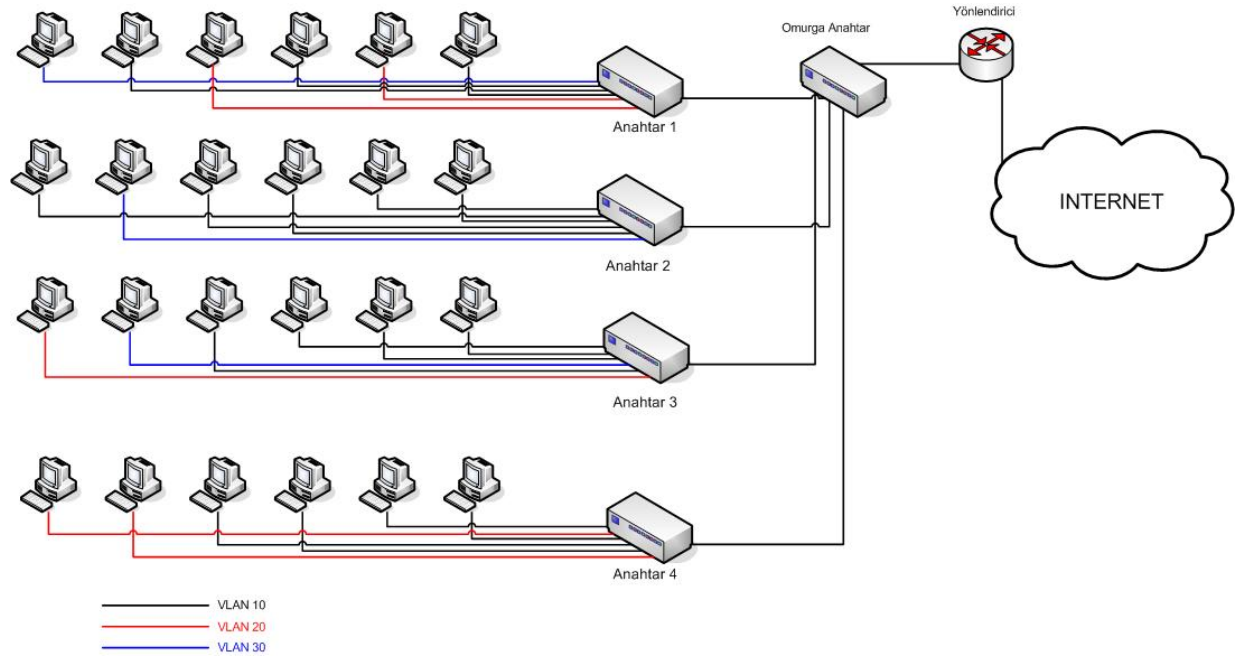 Yönlendirici
Omurga Anahtar
Anahtar 1
INTERNET
Anahtar 2
Anahtar 3
Anahtar 4
VLAN 10
VLAN 20
VLAN 30